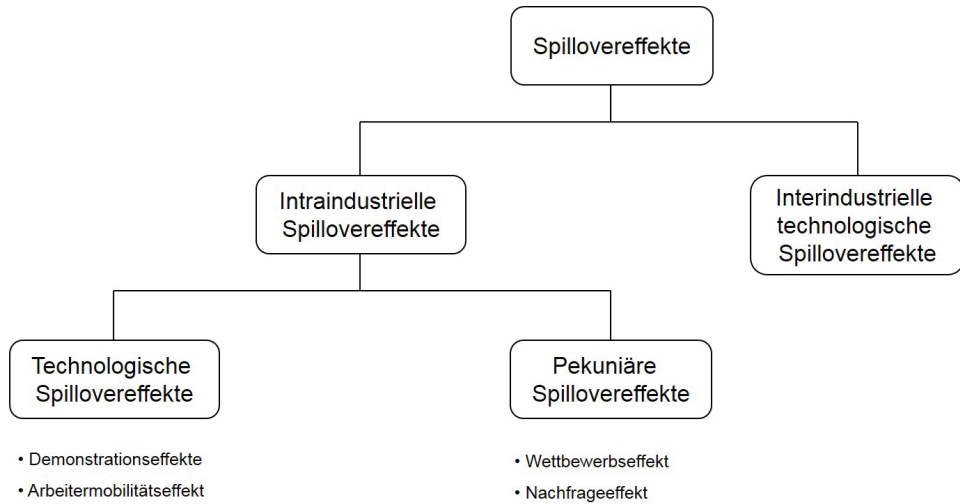 Spillovereffekte
Intraindustrielle
Spillovereffekte
Interindustrielle
technologische
Spillovereffekte
Technologische
Spillovereffekte
Pekuniäre
Spillovereffekte
• Demonstrationseffekte
• Arbeitermobilitätseffekt
• Wettbewerbseffekt
• Nachfrageeffekt